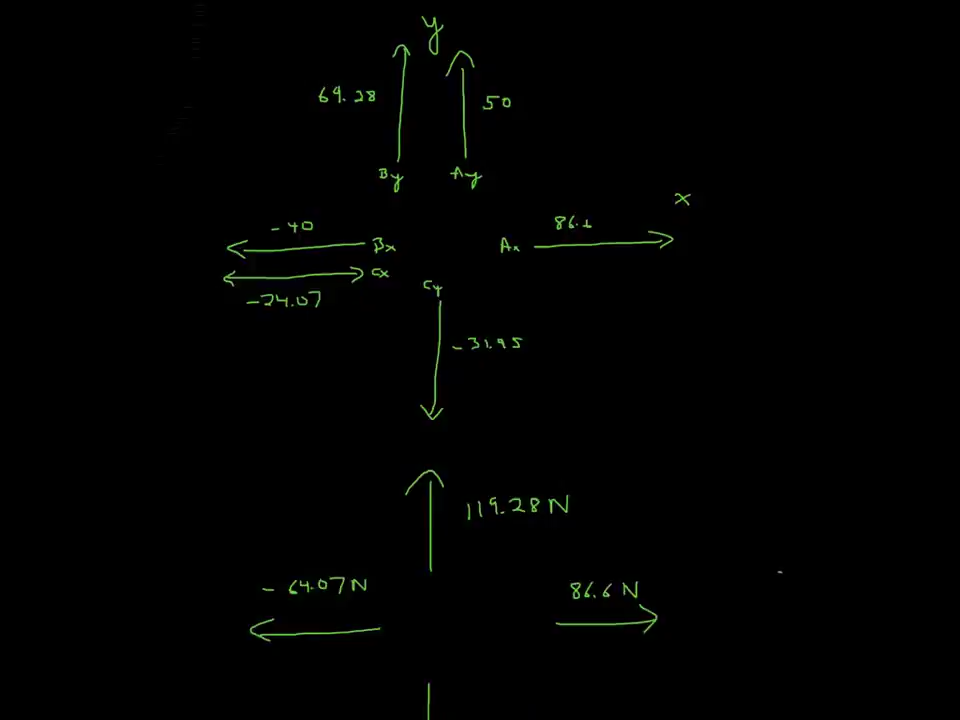 y
69.28 50
By Ay
x
-40 Bx Ax 86.6
Cx
-24.07 Cy
-31.95
119.28 N
-64.07 N 86.6 N